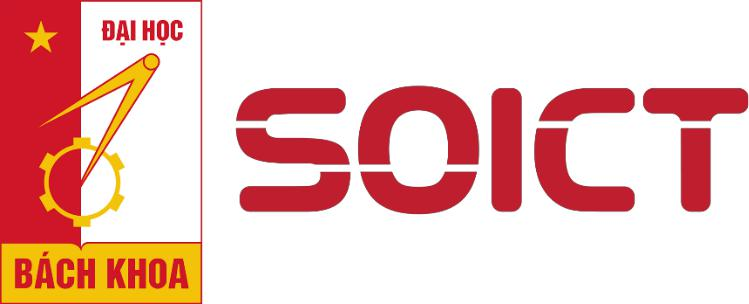 ĐẠI HỌC
BÁCH KHOA
SOICT